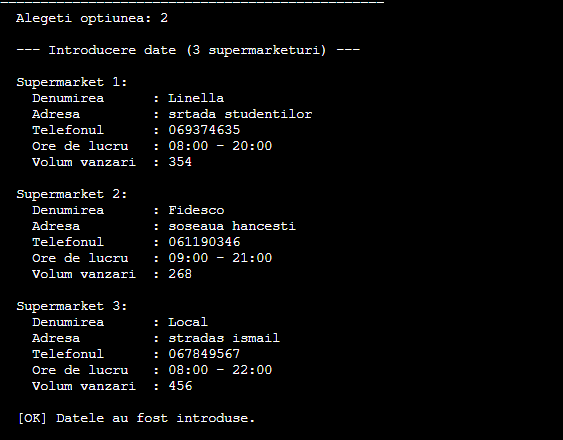 Alegeti optiunea: 2
--- Introducere date (3 supermarketuri) ---
Supermarket 1:
Denumirea : Linella
Adresa : srtada studentilor
Telefonul : 069374635
Ore de lucru : 08:00 - 20:00
Volum vanzari : 354
Supermarket 2:
Denumirea : Fidesco
Adresa : soseaua hancesti
Telefonul : 061190346
Ore de lucru : 09:00 - 21:00
Volum vanzari : 268
Supermarket 3:
Denumirea : Local
Adresa : stradas ismail
Telefonul : 067849567
Ore de lucru : 08:00 - 22:00
Volum vanzari : 456
[OK] Datele au fost introduse.